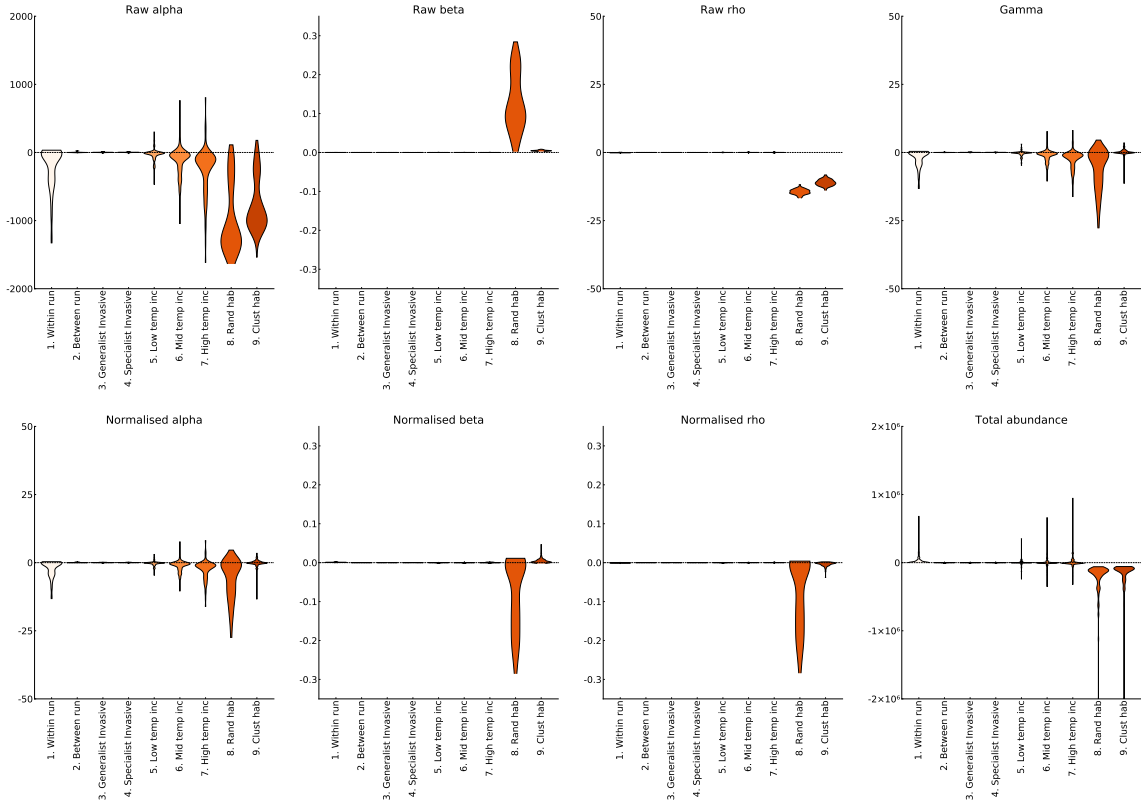 Raw alpha
2000
1000
0
-1000
-2000
1. Within run
2. Between run
3. Generalist Invasive
4. Specialist Invasive
5. Low temp inc
6. Mid temp inc
7. High temp inc
8. Rand hab
9. Clust hab
Raw beta
0.3
0.2
0.1
0.0
-0.1
-0.2
-0.3
1. Within run
2. Between run
3. Generalist Invasive
4. Specialist Invasive
5. Low temp inc
6. Mid temp inc
7. High temp inc
8. Rand hab
9. Clust hab
Raw rho
50
25
0
-25
-50
1. Within run
2. Between run
3. Generalist Invasive
4. Specialist Invasive
5. Low temp inc
6. Mid temp inc
7. High temp inc
8. Rand hab
9. Clust hab
Gamma
50
25
0
-25
-50
1. Within run
2. Between run
3. Generalist Invasive
4. Specialist Invasive
5. Low temp inc
6. Mid temp inc
7. High temp inc
8. Rand hab
9. Clust hab
Normalised alpha
50
25
0
-25
-50
1. Within run
2. Between run
3. Generalist Invasive
4. Specialist Invasive
5. Low temp inc
6. Mid temp inc
7. High temp inc
8. Rand hab
9. Clust hab
Normalised beta
0.3
0.2
0.1
0.0
-0.1
-0.2
-0.3
1. Within run
2. Between run
3. Generalist Invasive
4. Specialist Invasive
5. Low temp inc
6. Mid temp inc
7. High temp inc
8. Rand hab
9. Clust hab
Normalised rho
0.3
0.2
0.1
0.0
-0.1
-0.2
-0.3
1. Within run
2. Between run
3. Generalist Invasive
4. Specialist Invasive
5. Low temp inc
6. Mid temp inc
7. High temp inc
8. Rand hab
9. Clust hab
Total abundance
2×10⁶
1×10⁶
0
-1×10⁶
-2×10⁶
1. Within run
2. Between run
3. Generalist Invasive
4. Specialist Invasive
5. Low temp inc
6. Mid temp inc
7. High temp inc
8. Rand hab
9. Clust hab